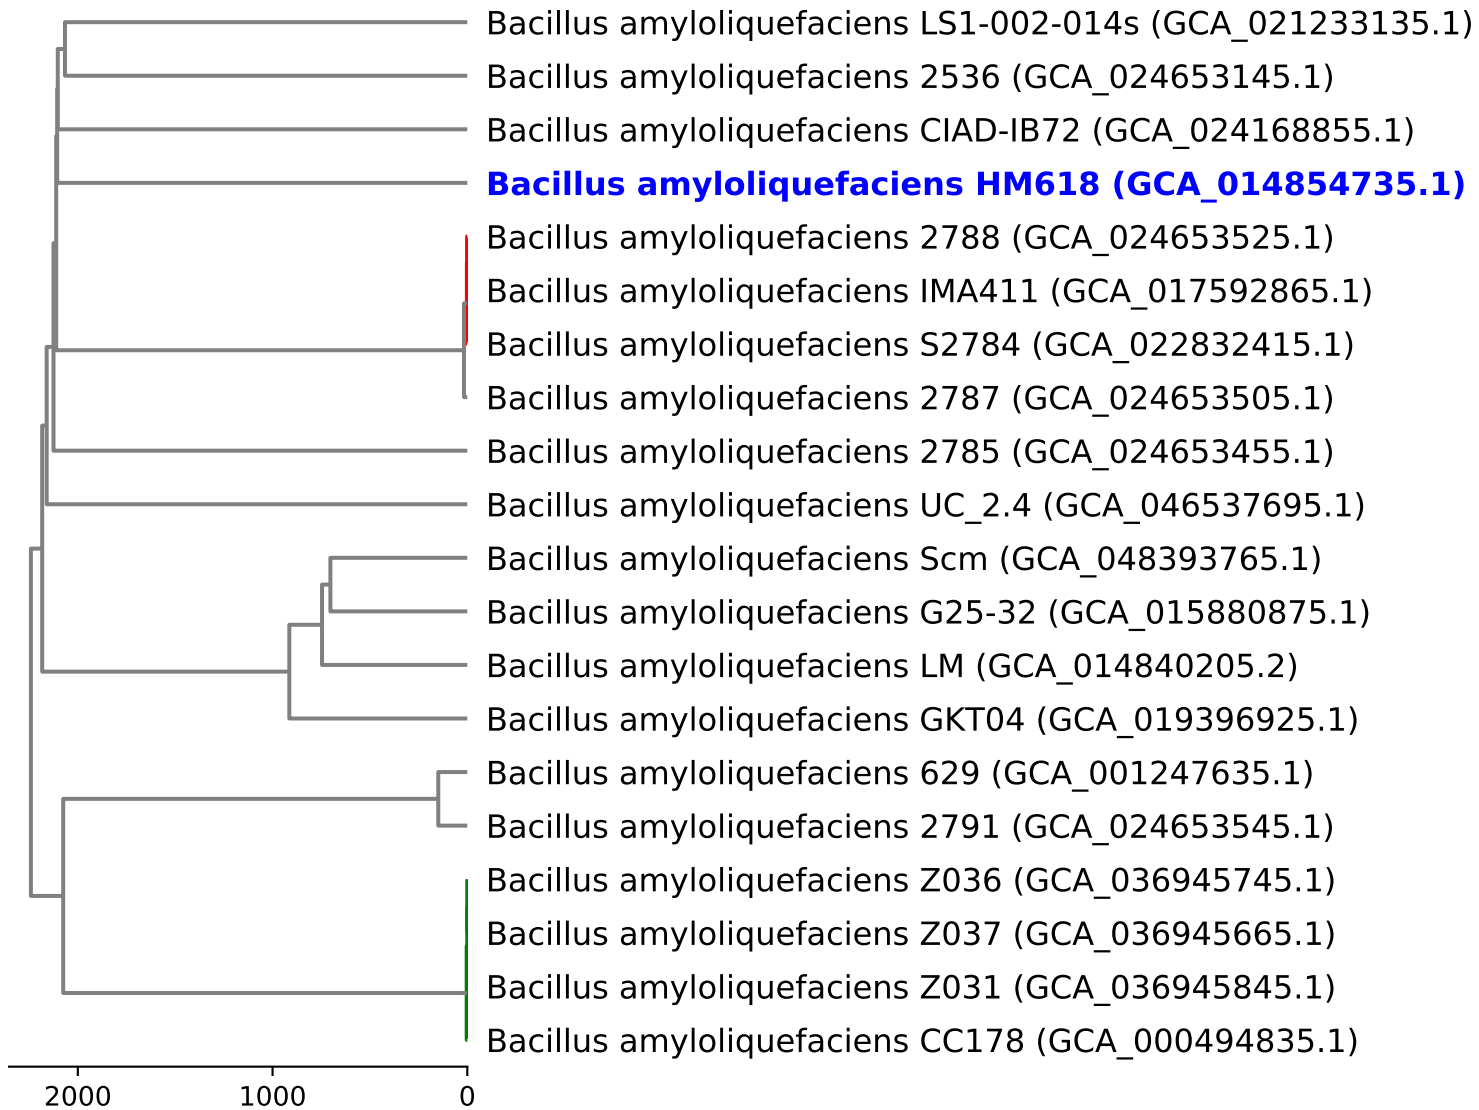 Bacillus amyloliquefaciens LS1-002-014s (GCA_021233135.1)
Bacillus amyloliquefaciens 2536 (GCA_024653145.1)
Bacillus amyloliquefaciens CIAD-IB72 (GCA_024168855.1)
Bacillus amyloliquefaciens HM618 (GCA_014854735.1)
Bacillus amyloliquefaciens 2788 (GCA_024653525.1)
Bacillus amyloliquefaciens IMA411 (GCA_017592865.1)
Bacillus amyloliquefaciens S2784 (GCA_022832415.1)
Bacillus amyloliquefaciens 2787 (GCA_024653505.1)
Bacillus amyloliquefaciens 2785 (GCA_024653455.1)
Bacillus amyloliquefaciens UC_2.4 (GCA_046537695.1)
Bacillus amyloliquefaciens Scm (GCA_048393765.1)
Bacillus amyloliquefaciens G25-32 (GCA_015880875.1)
Bacillus amyloliquefaciens LM (GCA_014840205.2)
Bacillus amyloliquefaciens GKT04 (GCA_019396925.1)
Bacillus amyloliquefaciens 629 (GCA_001247635.1)
Bacillus amyloliquefaciens 2791 (GCA_024653545.1)
Bacillus amyloliquefaciens Z036 (GCA_036945745.1)
Bacillus amyloliquefaciens Z037 (GCA_036945665.1)
Bacillus amyloliquefaciens Z031 (GCA_036945845.1)
Bacillus amyloliquefaciens CC178 (GCA_000494835.1)
2000 1000 0